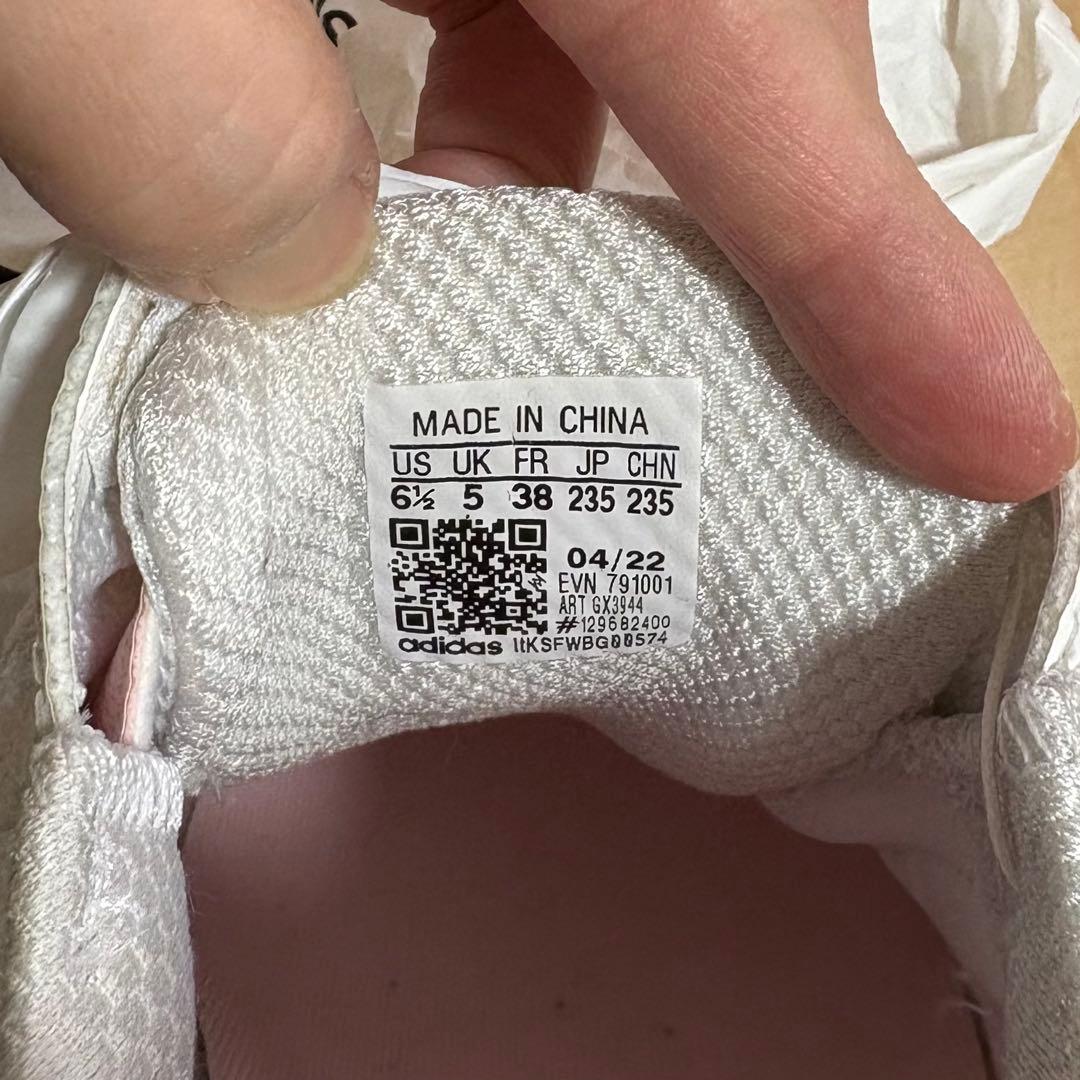 MADE IN CHINA
US UK FR JP CHN
6½ 5 38 235 235
04/22
EVN 791001
ART GX3944
#129682400
adidas ItKSFWBG00574